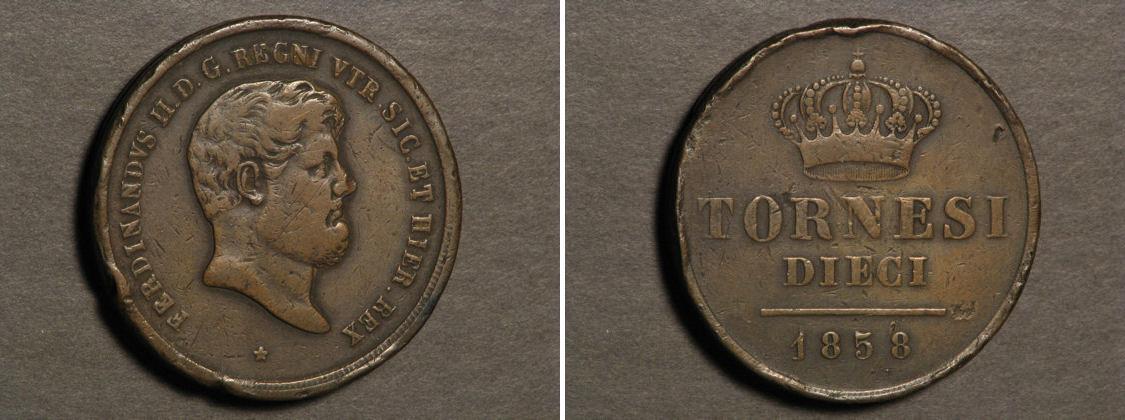 FERDINANDVS II. D. G. REGNI VTR SIC. ET HIER. REX
TORNESI
DIECI
1858